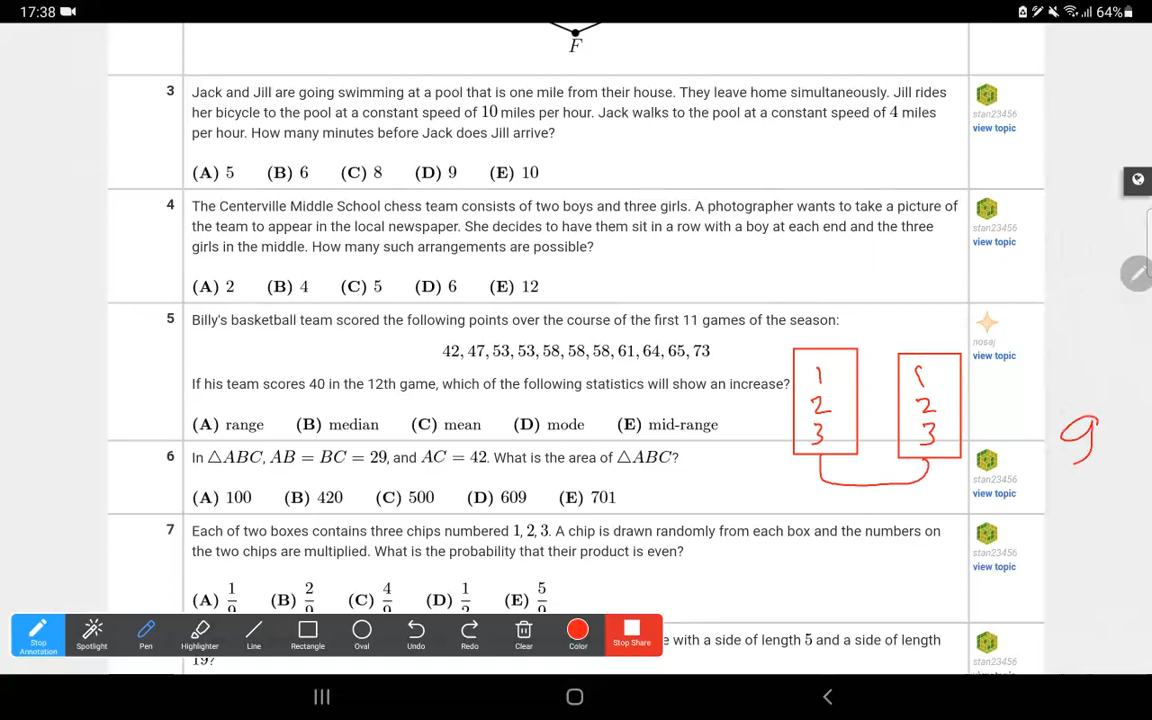 17:38 64%
F
3 Jack and Jill are going swimming at a pool that is one mile from their house. They leave home simultaneously. Jill rides
her bicycle to the pool at a constant speed of 10 miles per hour. Jack walks to the pool at a constant speed of 4 miles
per hour. How many minutes before Jack does Jill arrive?
(A) 5 (B) 6 (C) 8 (D) 9 (E) 10
stan23456
view topic
4 The Centerville Middle School chess team consists of two boys and three girls. A photographer wants to take a picture of
the team to appear in the local newspaper. She decides to have them sit in a row with a boy at each end and the three
girls in the middle. How many such arrangements are possible?
(A) 2 (B) 4 (C) 5 (D) 6 (E) 12
stan23456
view topic
5 Billy's basketball team scored the following points over the course of the first 11 games of the season:
42, 47, 53, 53, 58, 58, 58, 61, 64, 65, 73
If his team scores 40 in the 12th game, which of the following statistics will show an increase?
(A) range (B) median (C) mean (D) mode (E) mid-range
nosaj
view topic
1 1
2 2
3 3
9
6 In △ABC, AB = BC = 29, and AC = 42. What is the area of △ABC?
(A) 100 (B) 420 (C) 500 (D) 609 (E) 701
stan23456
view topic
7 Each of two boxes contains three chips numbered 1, 2, 3. A chip is drawn randomly from each box and the numbers on
the two chips are multiplied. What is the probability that their product is even?
(A) 1/9 (B) 2/9 (C) 4/9 (D) 1/2 (E) 5/9
stan23456
view topic
e with a side of length 5 and a side of length
19?
stan23456
Stop Annotation Spotlight Pen Highlighter Line Rectangle Oval Undo Redo Clear Color Stop Share